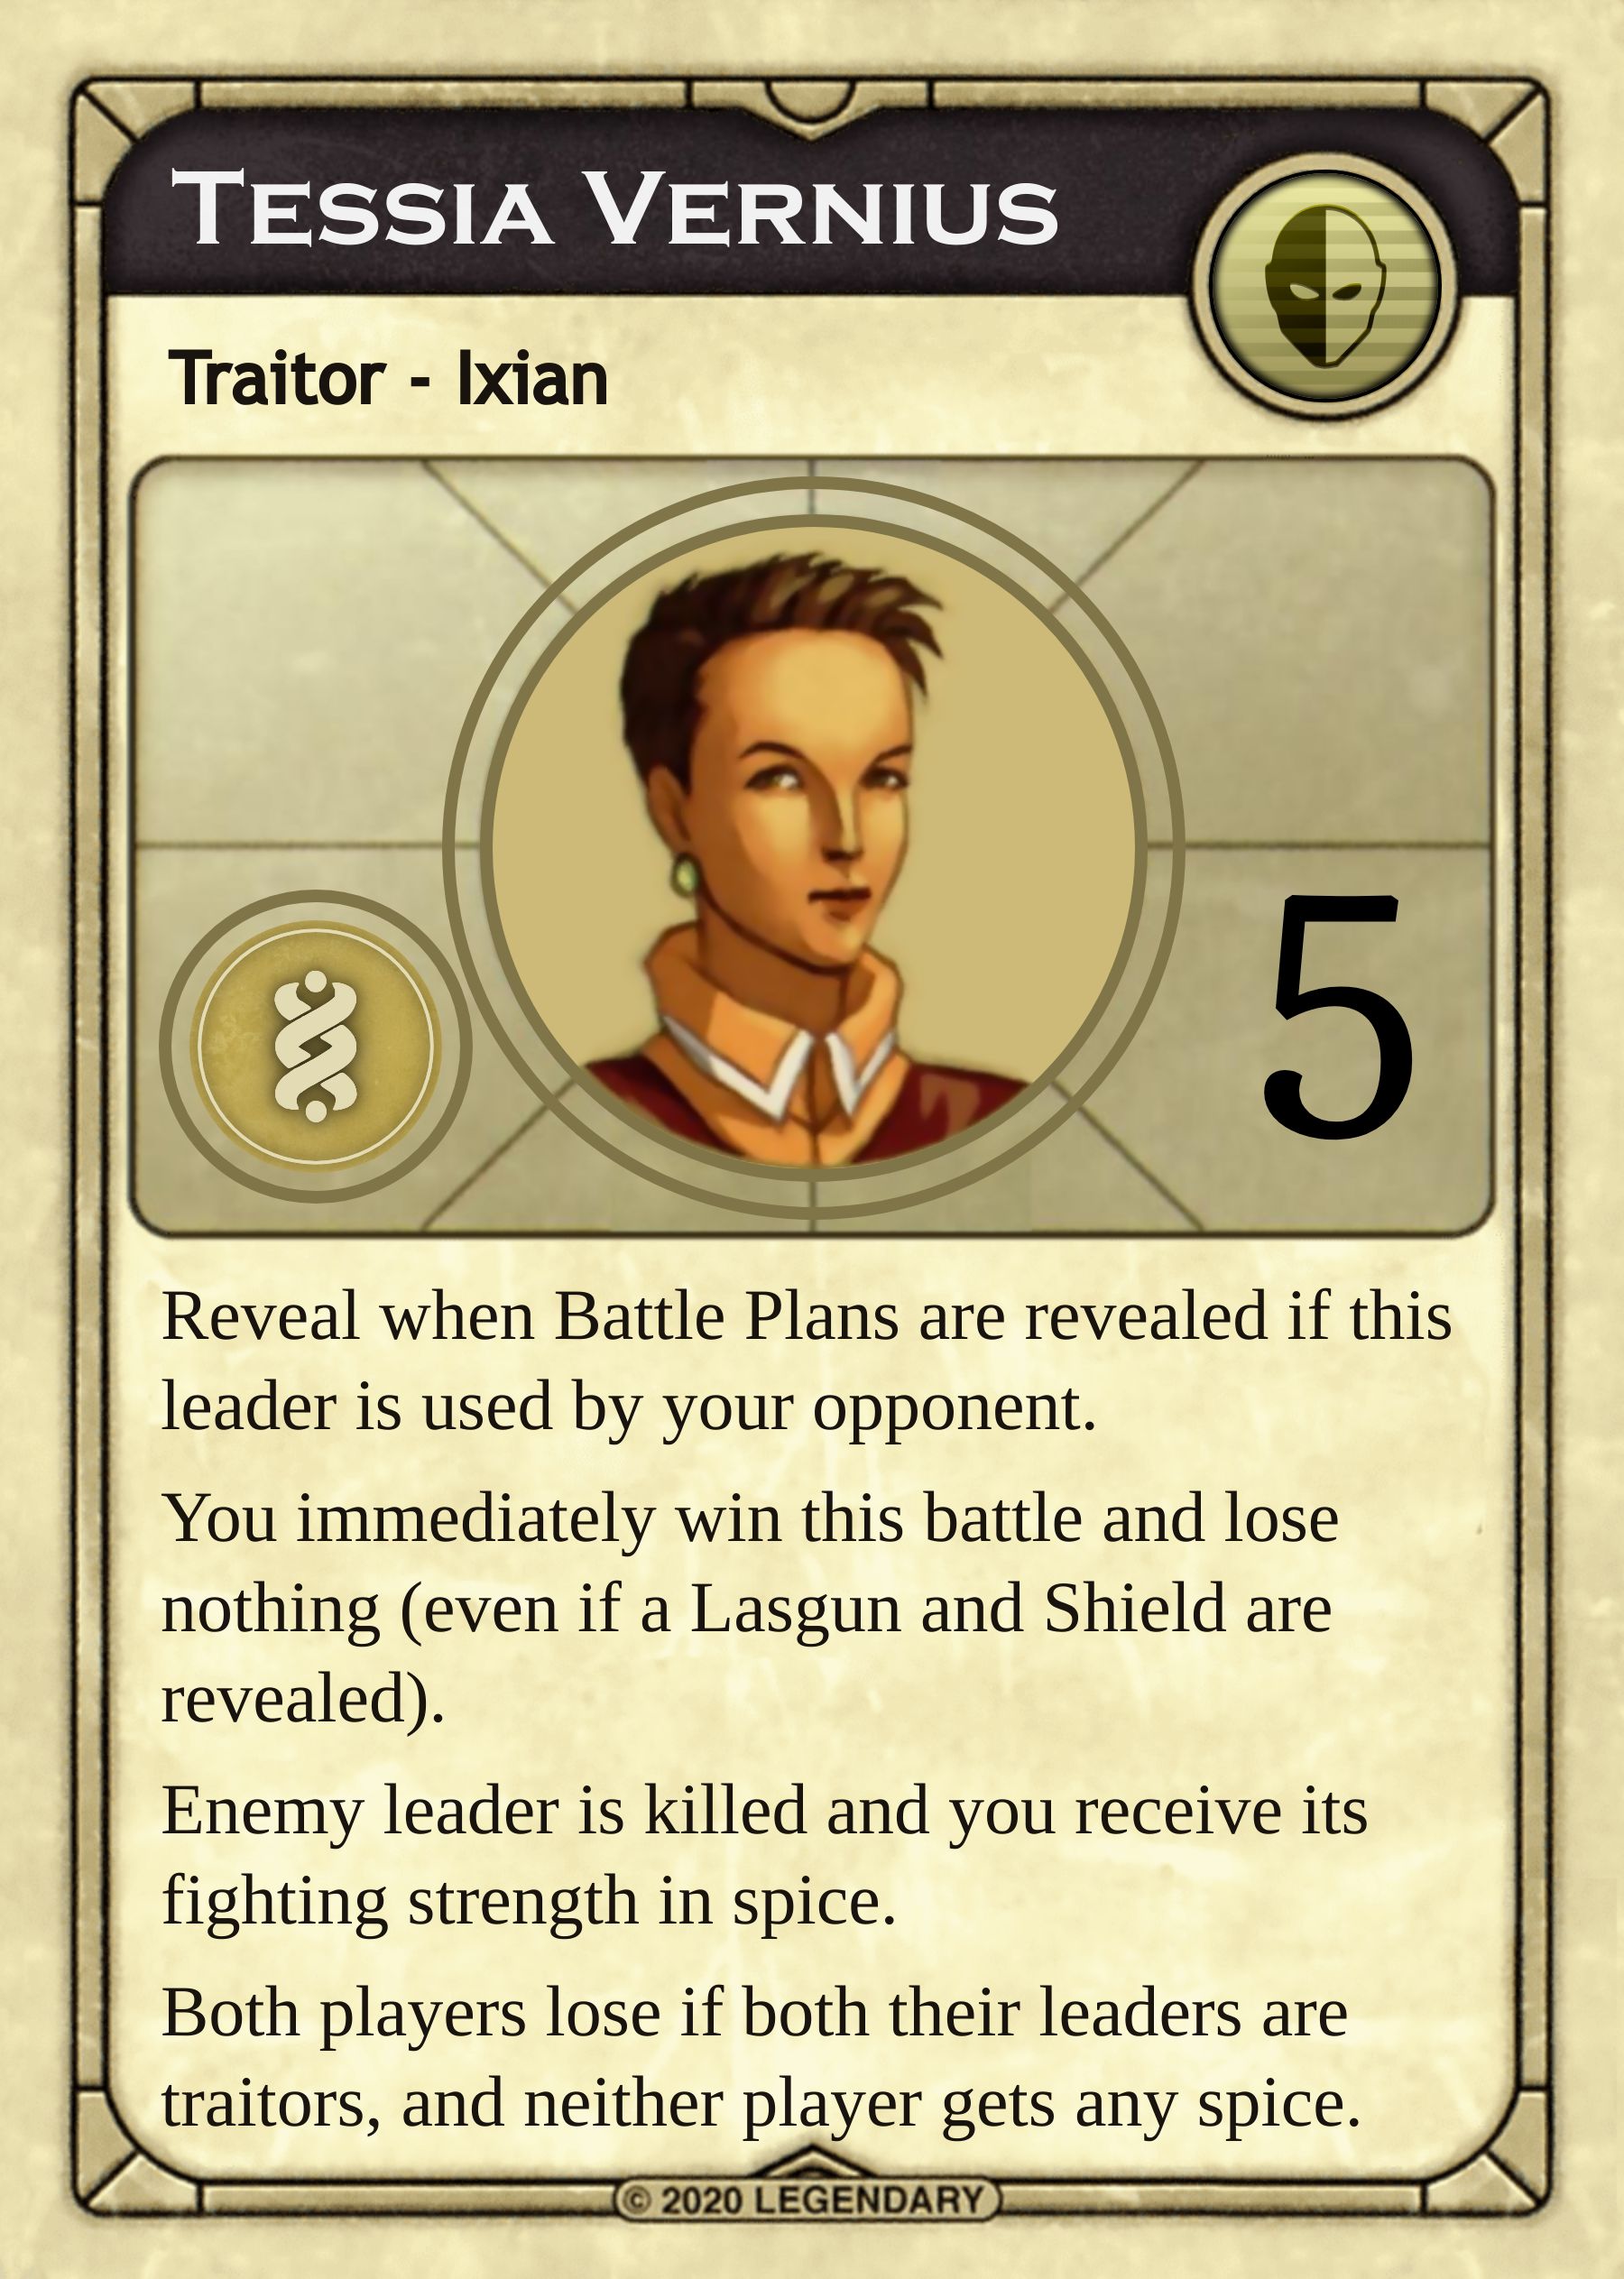 TESSIA VERNIUS
Traitor - Ixian
5
Reveal when Battle Plans are revealed if this
leader is used by your opponent.
You immediately win this battle and lose
nothing (even if a Lasgun and Shield are
revealed).
Enemy leader is killed and you receive its
fighting strength in spice.
Both players lose if both their leaders are
traitors, and neither player gets any spice.
© 2020 LEGENDARY